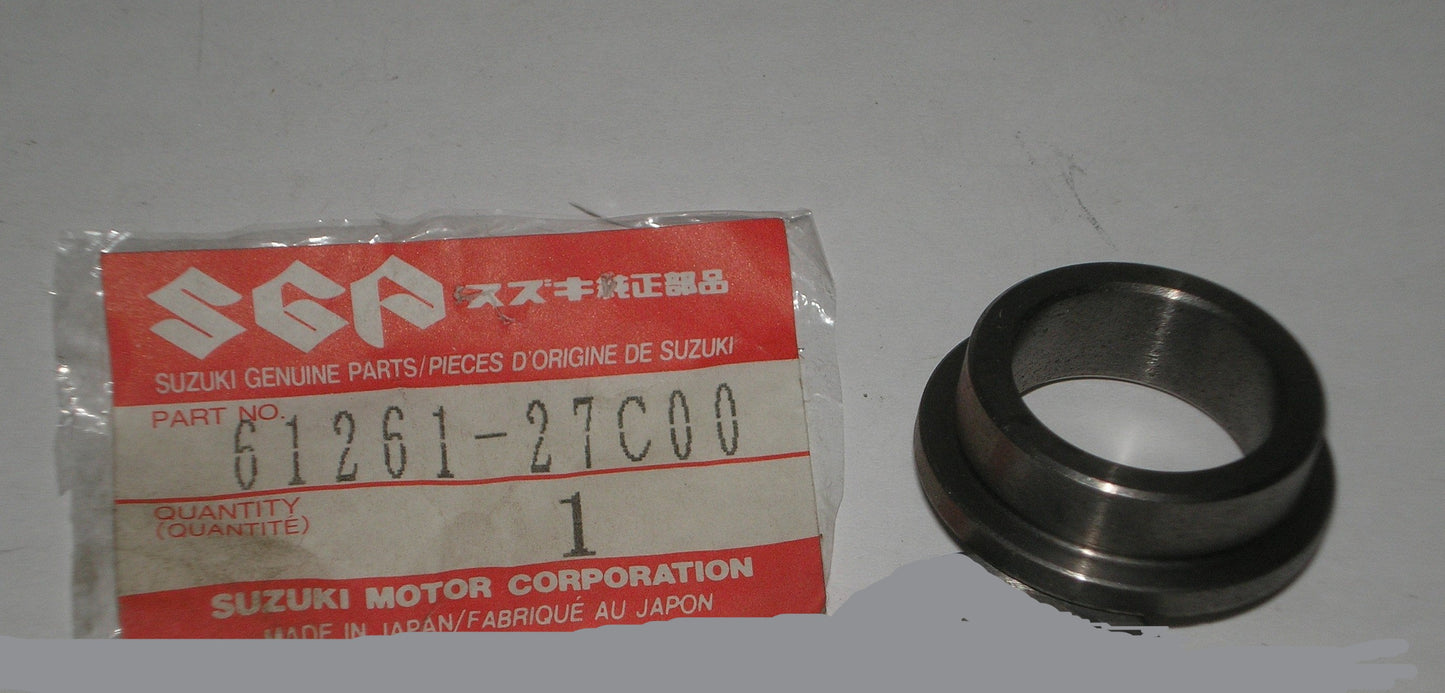 SGP スズキ純正部品
SUZUKI GENUINE PARTS/PIECES D'ORIGINE DE SUZUKI
PART NO.
61261-27C00
QUANTITY
(QUANTITÉ)
1
SUZUKI MOTOR CORPORATION
MADE IN JAPAN/FABRIQUÉ AU JAPON